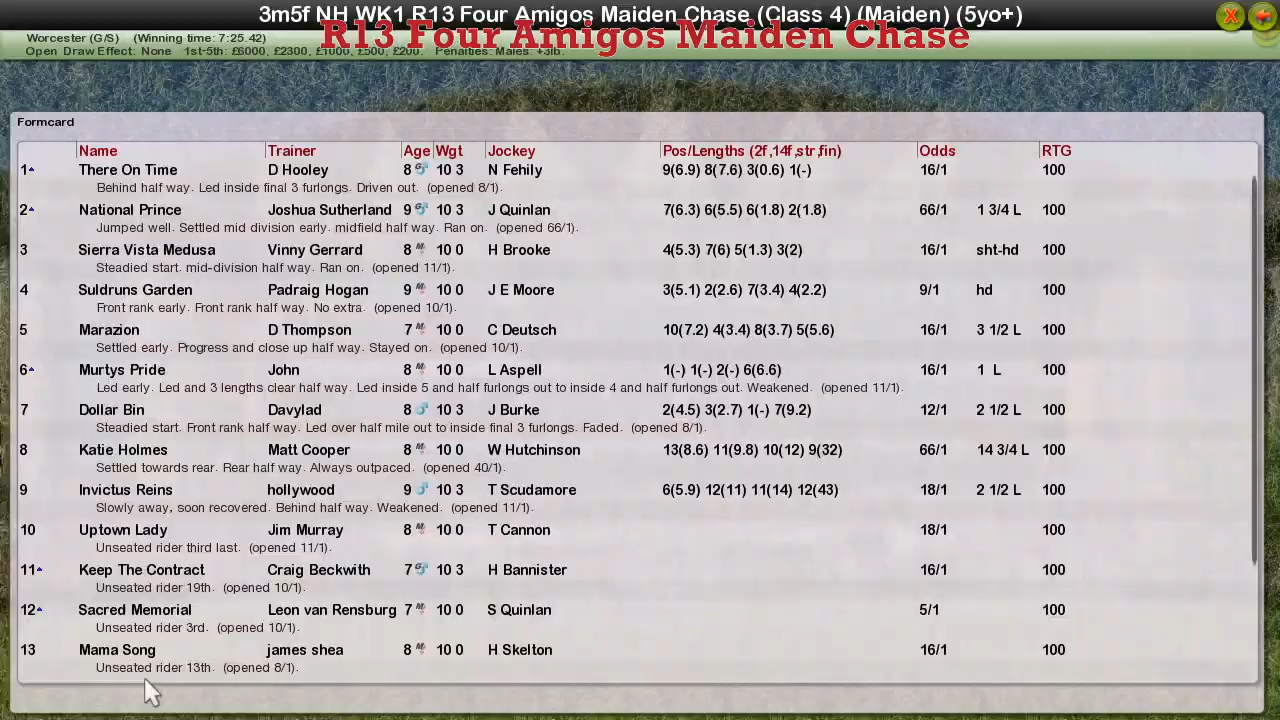 3m5f NH WK1 R13 Four Amigos Maiden Chase (Class 4) (Maiden) (5yo+)
R13 Four Amigos Maiden Chase
Worcester (G/S) (Winning time: 7:25.42)
Open Draw Effect: None 1st-5th: £6000, £2300, £1000, £500, £200. Penalties: Males: +3lb.
Formcard
Name Trainer Age Wgt Jockey Pos/Lengths (2f,14f,str,fin) Odds RTG
1 There On Time D Hooley 8 10 3 N Fehily 9(6.9) 8(7.6) 3(0.6) 1(-) 16/1 100
Behind half way. Led inside final 3 furlongs. Driven out. (opened 8/1).
2 National Prince Joshua Sutherland 9 10 3 J Quinlan 7(6.3) 6(5.5) 6(1.8) 2(1.8) 66/1 1 3/4 L 100
Jumped well. Settled mid division early. midfield half way. Ran on. (opened 66/1).
3 Sierra Vista Medusa Vinny Gerrard 8 10 0 H Brooke 4(5.3) 7(6) 5(1.3) 3(2) 16/1 sht-hd 100
Steadied start. mid-division half way. Ran on. (opened 11/1).
4 Suldruns Garden Padraig Hogan 9 10 0 J E Moore 3(5.1) 2(2.6) 7(3.4) 4(2.2) 9/1 hd 100
Front rank early. Front rank half way. No extra. (opened 10/1).
5 Marazion D Thompson 7 10 0 C Deutsch 10(7.2) 4(3.4) 8(3.7) 5(5.6) 16/1 3 1/2 L 100
Settled early. Progress and close up half way. Stayed on. (opened 10/1).
6 Murtys Pride John 8 10 0 L Aspell 1(-) 1(-) 2(-) 6(6.6) 16/1 1 L 100
Led early. Led and 3 lengths clear half way. Led inside 5 and half furlongs out to inside 4 and half furlongs out. Weakened. (opened 11/1).
7 Dollar Bin Davylad 8 10 3 J Burke 2(4.5) 3(2.7) 1(-) 7(9.2) 12/1 2 1/2 L 100
Steadied start. Front rank half way. Led over half mile out to inside final 3 furlongs. Faded. (opened 8/1).
8 Katie Holmes Matt Cooper 8 10 0 W Hutchinson 13(8.6) 11(9.8) 10(12) 9(32) 66/1 14 3/4 L 100
Settled towards rear. Rear half way. Always outpaced. (opened 40/1).
9 Invictus Reins hollywood 9 10 3 T Scudamore 6(5.9) 12(11) 11(14) 12(43) 18/1 2 1/2 L 100
Slowly away, soon recovered. Behind half way. Weakened. (opened 11/1).
10 Uptown Lady Jim Murray 8 10 0 T Cannon 18/1 100
Unseated rider third last. (opened 11/1).
11 Keep The Contract Craig Beckwith 7 10 3 H Bannister 16/1 100
Unseated rider 19th. (opened 10/1).
12 Sacred Memorial Leon van Rensburg 7 10 0 S Quinlan 5/1 100
Unseated rider 3rd. (opened 10/1).
13 Mama Song james shea 8 10 0 H Skelton 16/1 100
Unseated rider 13th. (opened 8/1).